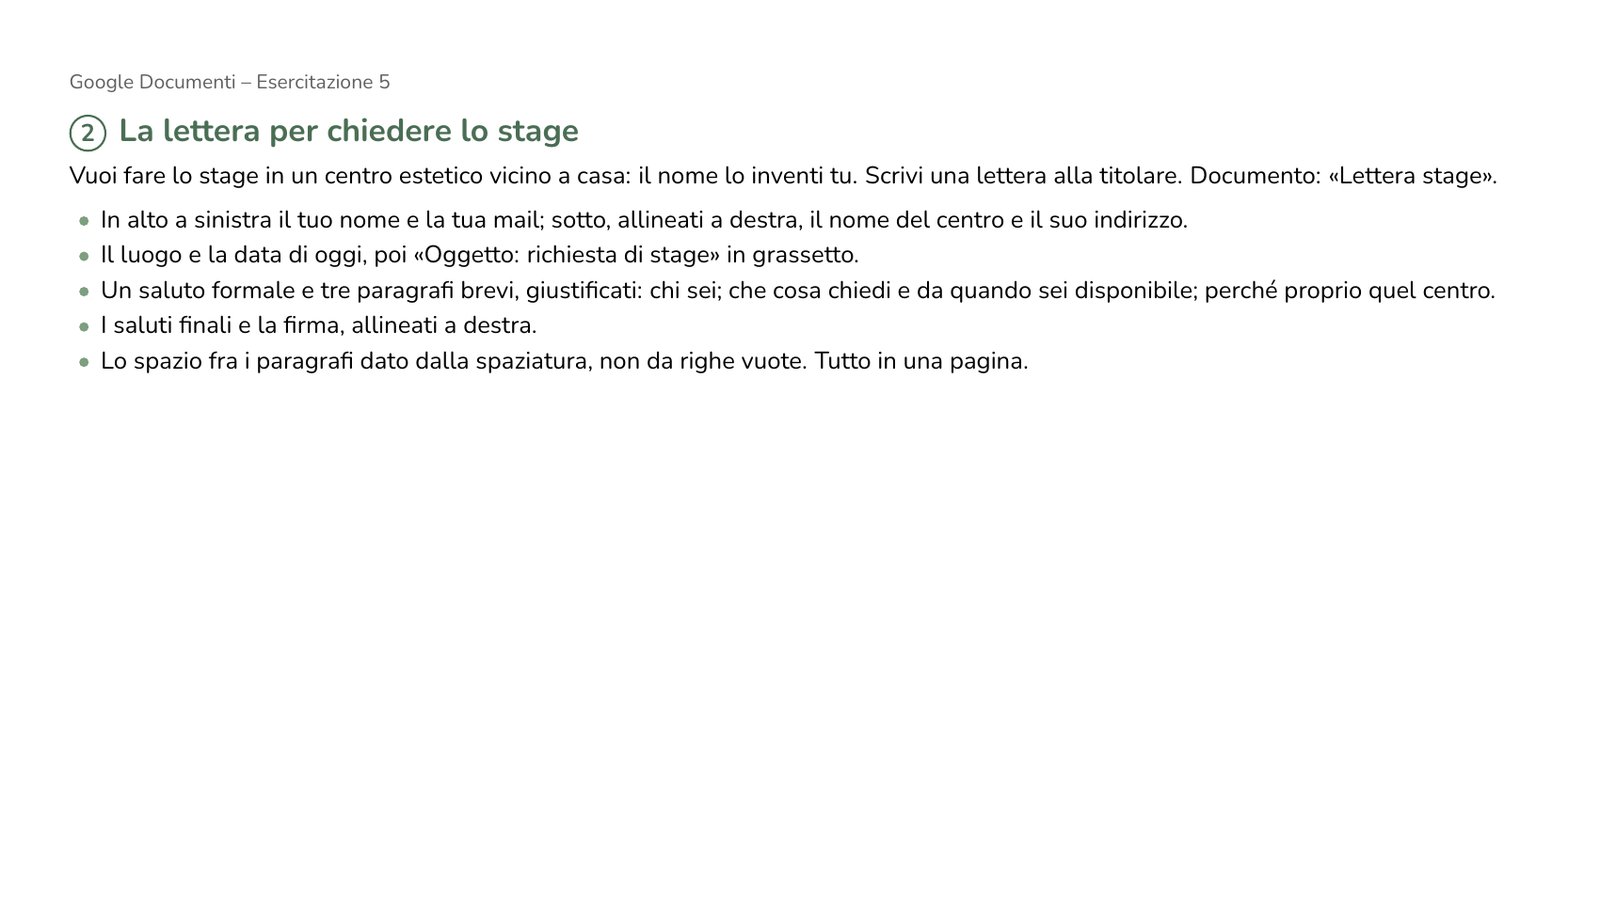 Google Documenti – Esercitazione 5
2 La lettera per chiedere lo stage
Vuoi fare lo stage in un centro estetico vicino a casa: il nome lo inventi tu. Scrivi una lettera alla titolare. Documento: «Lettera stage».
• In alto a sinistra il tuo nome e la tua mail; sotto, allineati a destra, il nome del centro e il suo indirizzo.
• Il luogo e la data di oggi, poi «Oggetto: richiesta di stage» in grassetto.
• Un saluto formale e tre paragrafi brevi, giustificati: chi sei; che cosa chiedi e da quando sei disponibile; perché proprio quel centro.
• I saluti finali e la firma, allineati a destra.
• Lo spazio fra i paragrafi dato dalla spaziatura, non da righe vuote. Tutto in una pagina.